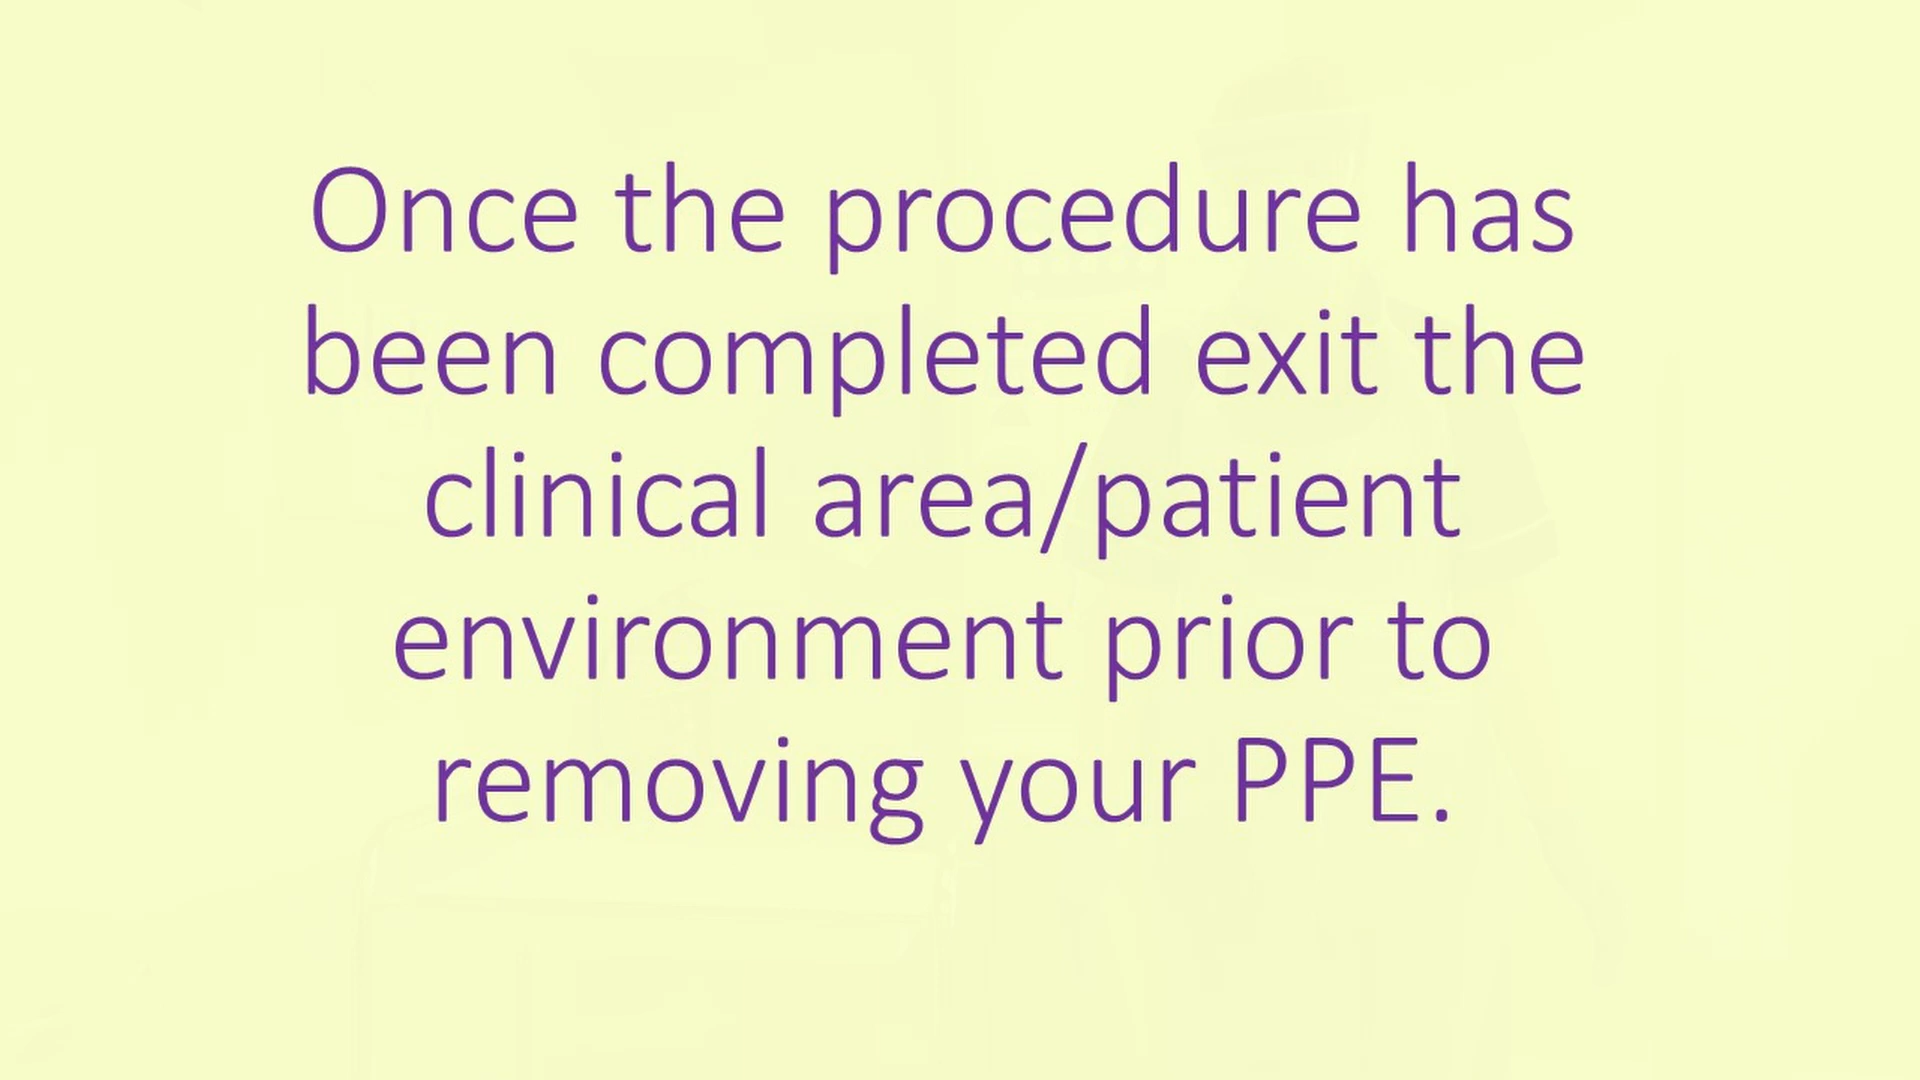 Once the procedure has
been completed exit the
clinical area/patient
environment prior to
removing your PPE.